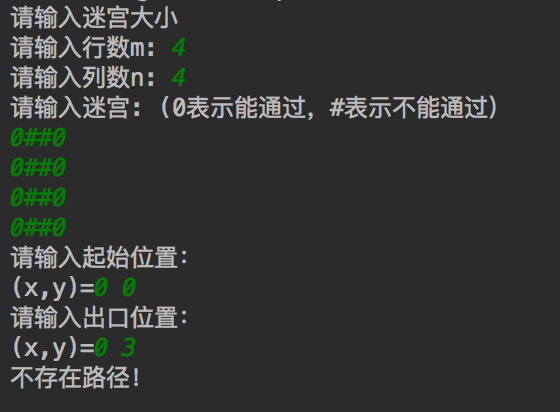 请输入迷宫大小
请输入行数m: 4
请输入列数n: 4
请输入迷宫: (0表示能通过, #表示不能通过)
0##0
0##0
0##0
0##0
请输入起始位置:
(x,y)=0 0
请输入出口位置:
(x,y)=0 3
不存在路径!